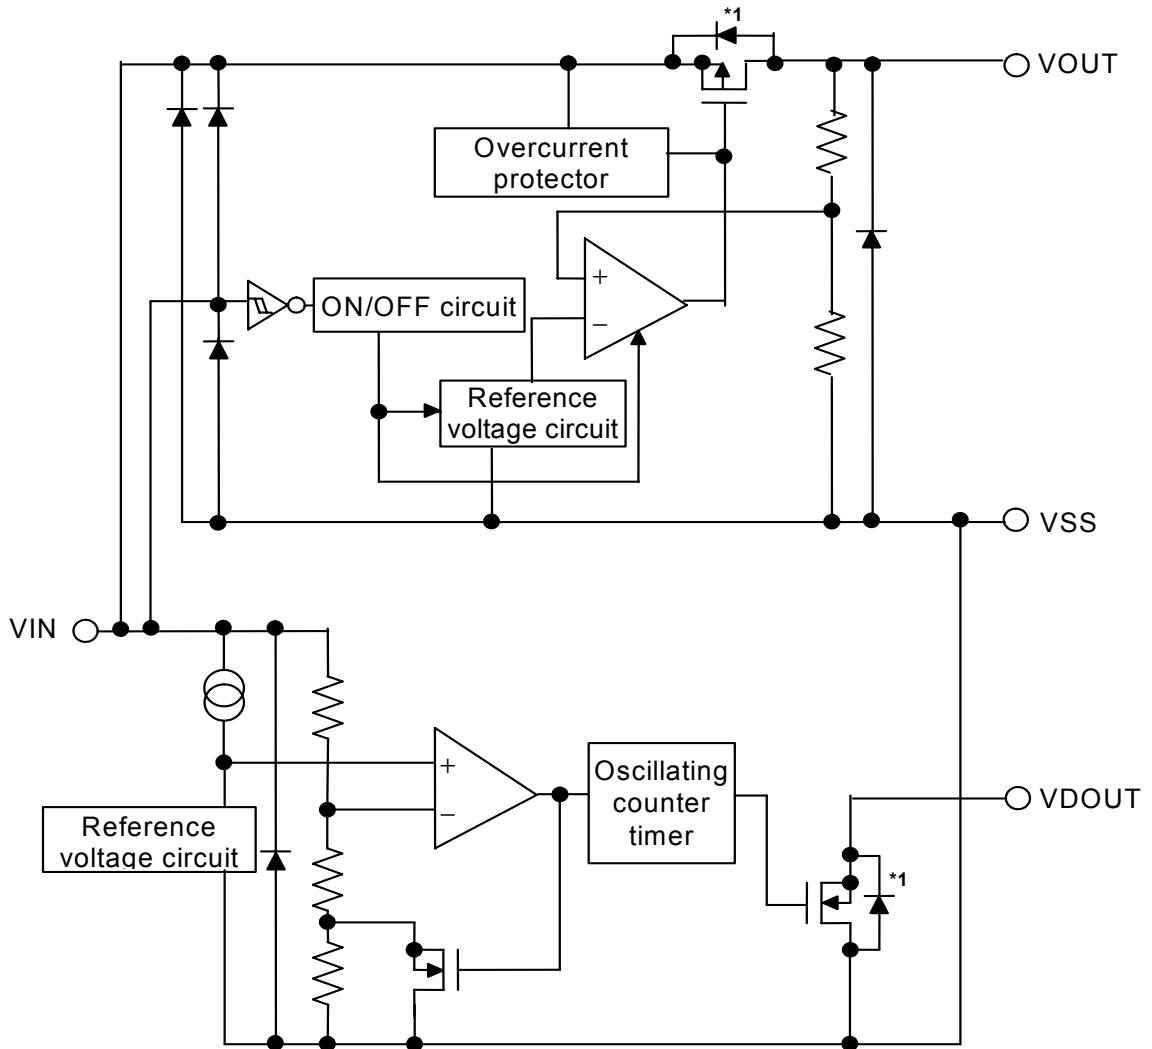 *1
VOUT
Overcurrent
protector
+
−
ON/OFF circuit
Reference
voltage circuit
VSS
VIN
+
−
Oscillating
counter
timer
VDOUT
Reference
voltage circuit
*1